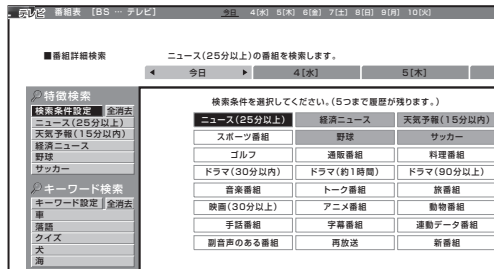 テレビ 番組表 [BS … テレビ] 今日 4[水] 5[木] 6[金] 7[土] 8[日] 9[月] 10[火]
■番組詳細検索 ニュース(25分以上)の番組を検索します。
◀ 今日 ▶ 4[水] 5[木]
特徴検索
検索条件設定 全消去
ニュース(25分以上)
天気予報(15分以内)
経済ニュース
野球
サッカー
キーワード検索
キーワード設定 全消去
車
落語
クイズ
犬
海
検索条件を選択してください。(5つまで履歴が残ります。)
ニュース(25分以上) 経済ニュース 天気予報(15分以内)
スポーツ番組 野球 サッカー
ゴルフ 通販番組 料理番組
ドラマ(30分以内) ドラマ(約1時間) ドラマ(90分以上)
音楽番組 トーク番組 旅番組
映画(30分以上) アニメ番組 動物番組
手話番組 字幕番組 連動データ番組
副音声のある番組 再放送 新番組